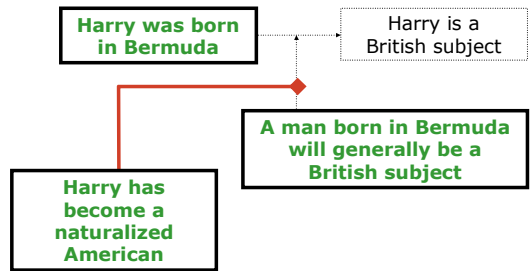 Harry was born
in Bermuda
Harry is a
British subject
A man born in Bermuda
will generally be a
British subject
Harry has
become a
naturalized
American